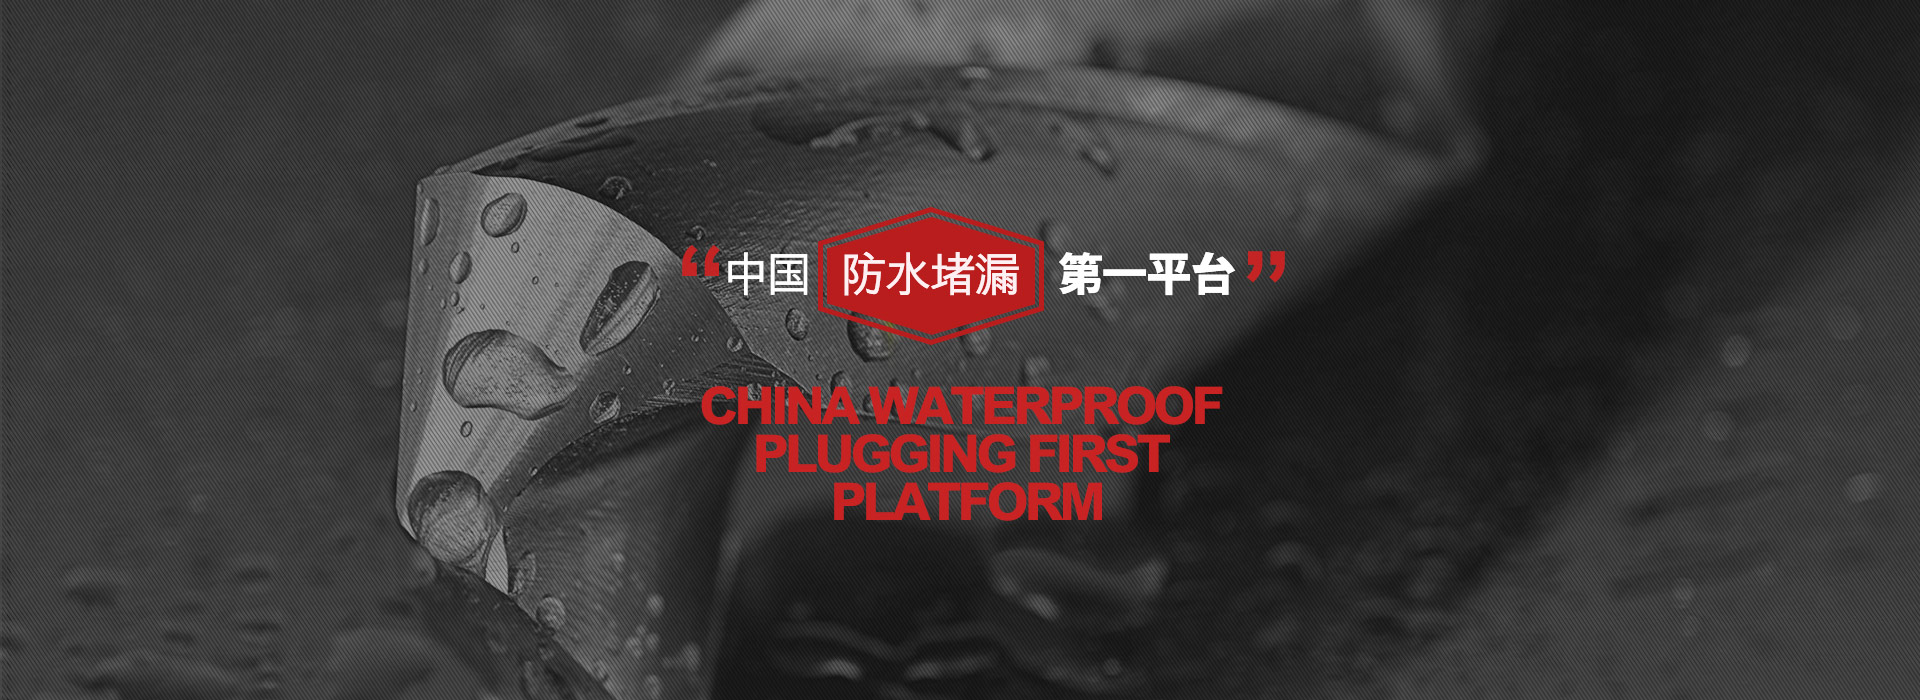 “中国 防水堵漏 第一平台”
CHINA WATERPROOF
PLUGGING FIRST
PLATFORM